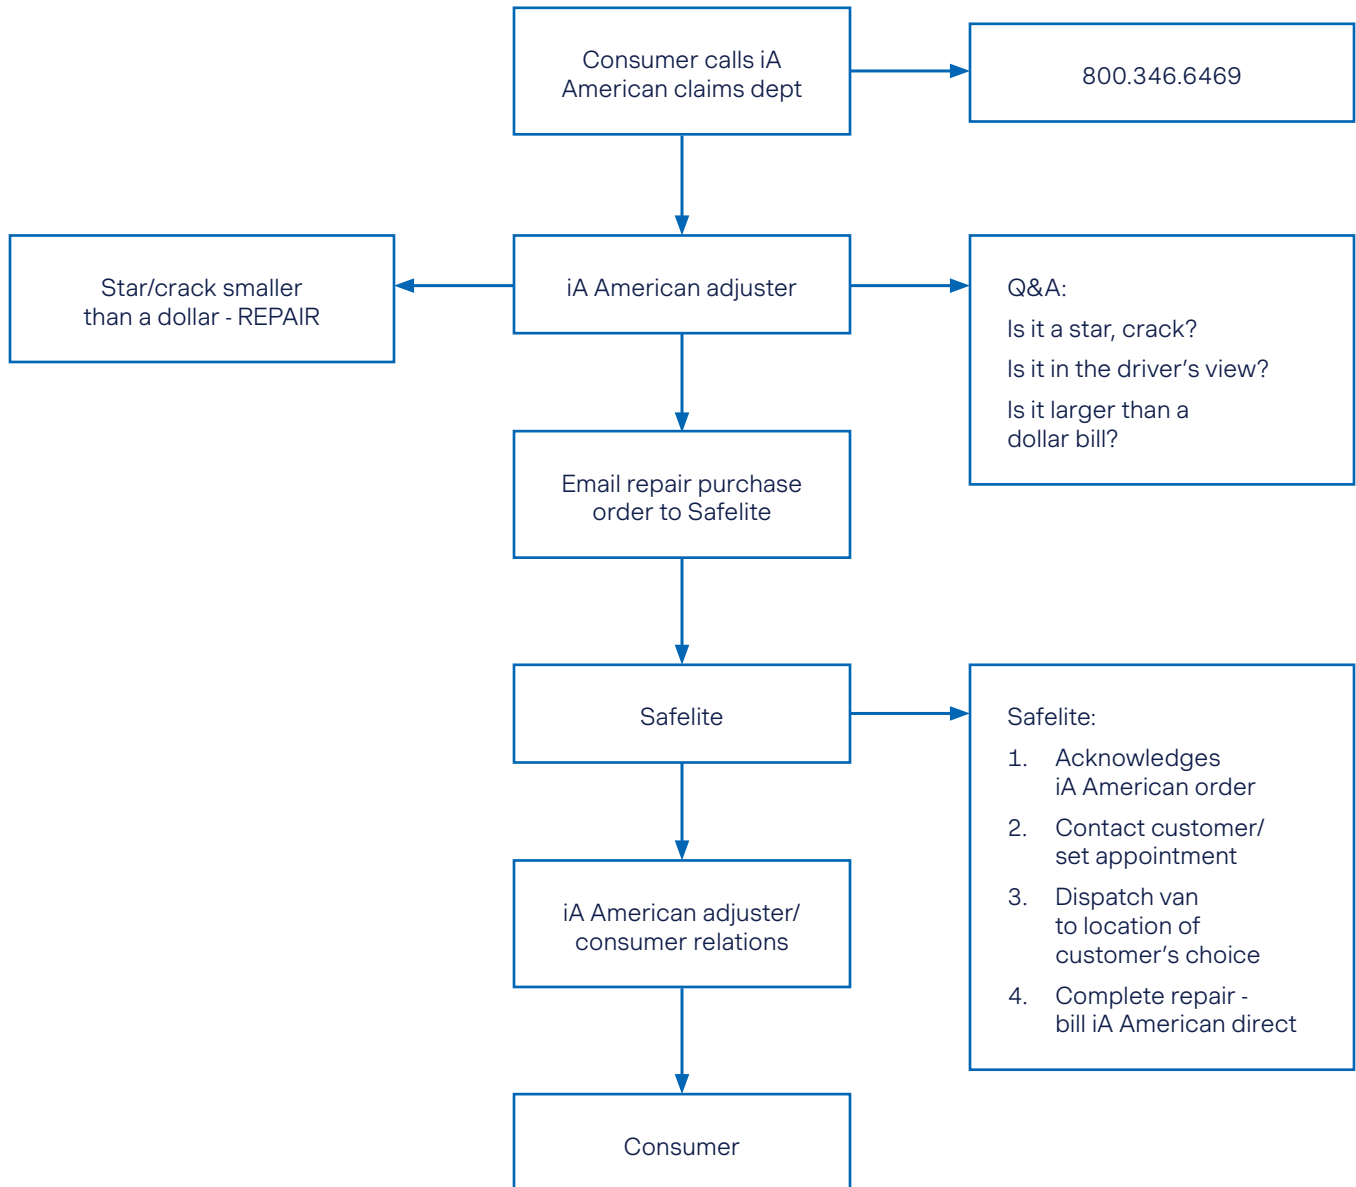 Consumer calls iA
American claims dept
800.346.6469
Star/crack smaller
than a dollar - REPAIR
iA American adjuster
Q&A:
Is it a star, crack?
Is it in the driver's view?
Is it larger than a
dollar bill?
Email repair purchase
order to Safelite
Safelite
Safelite:
1. Acknowledges
iA American order
2. Contact customer/
set appointment
3. Dispatch van
to location of
customer's choice
4. Complete repair -
bill iA American direct
iA American adjuster/
consumer relations
Consumer